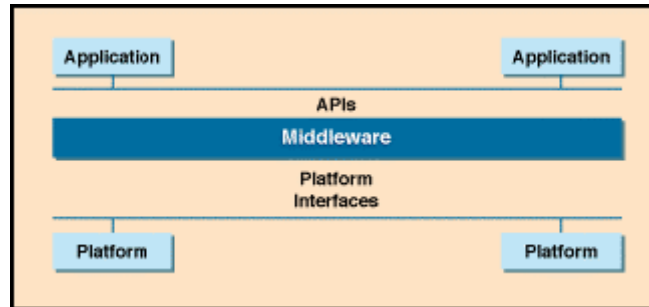 Application
Application
APIs
Middleware
Platform
Interfaces
Platform
Platform